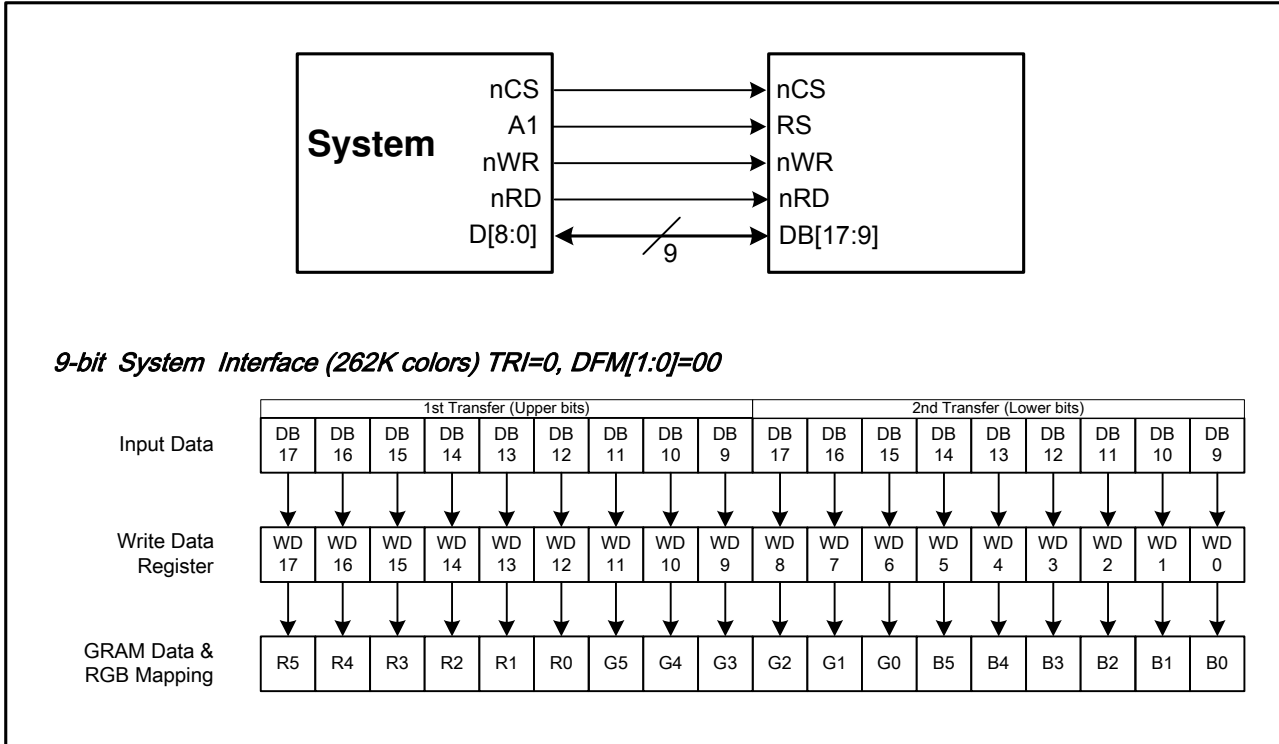 System
nCS
A1
nWR
nRD
D[8:0]
9
nCS
RS
nWR
nRD
DB[17:9]
9-bit System Interface (262K colors) TRI=0, DFM[1:0]=00
1st Transfer (Upper bits) 2nd Transfer (Lower bits)
Input Data
DB DB DB DB DB DB DB DB DB DB DB DB DB DB DB DB DB DB
17 16 15 14 13 12 11 10 9 17 16 15 14 13 12 11 10 9
Write Data
Register
WD WD WD WD WD WD WD WD WD WD WD WD WD WD WD WD WD WD
17 16 15 14 13 12 11 10 9 8 7 6 5 4 3 2 1 0
GRAM Data &
RGB Mapping
R5 R4 R3 R2 R1 R0 G5 G4 G3 G2 G1 G0 B5 B4 B3 B2 B1 B0